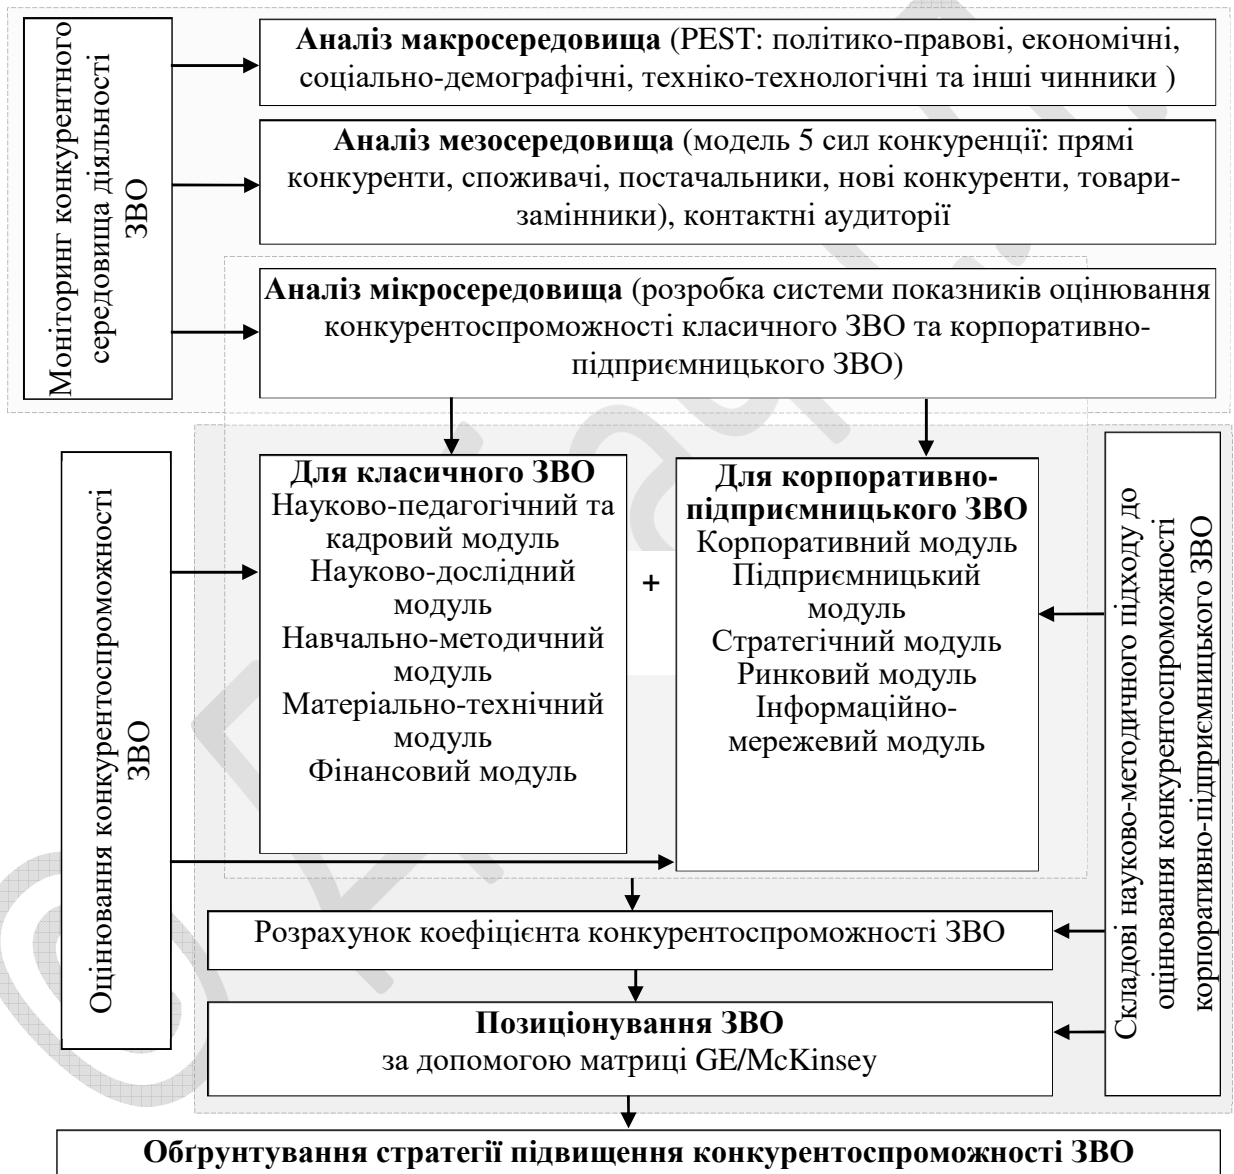 Моніторинг конкурентного
середовища діяльності
ЗВО
Аналіз макросередовища (PEST: політико-правові, економічні,
соціально-демографічні, техніко-технологічні та інші чинники )
Аналіз мезосередовища (модель 5 сил конкуренції: прямі
конкуренти, споживачі, постачальники, нові конкуренти, товари-
замінники), контактні аудиторії
Аналіз мікросередовища (розробка системи показників оцінювання
конкурентоспроможності класичного ЗВО та корпоративно-
підприємницького ЗВО)
Оцінювання конкурентоспроможності
ЗВО
Для класичного ЗВО
Науково-педагогічний та
кадровий модуль
Науково-дослідний
модуль
Навчально-методичний
модуль
Матеріально-технічний
модуль
Фінансовий модуль
+
Для корпоративно-
підприємницького ЗВО
Корпоративний модуль
Підприємницький
модуль
Стратегічний модуль
Ринковий модуль
Інформаційно-
мережевий модуль
Складові науково-методичного підходу до
оцінювання конкурентоспроможності
корпоративно-підприємницького ЗВО
Розрахунок коефіцієнта конкурентоспроможності ЗВО
Позиціонування ЗВО
за допомогою матриці GE/McKinsey
Обґрунтування стратегії підвищення конкурентоспроможності ЗВО